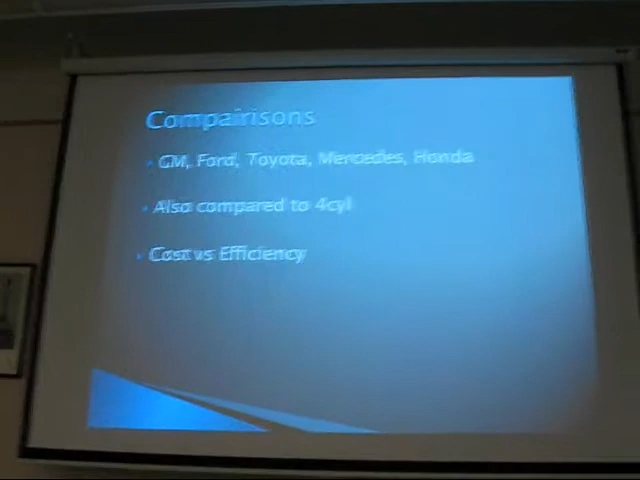 Compairisons
GM, Ford, Toyota, Mercedes, Honda
Also compared to 4cyl
Cost vs Efficiency